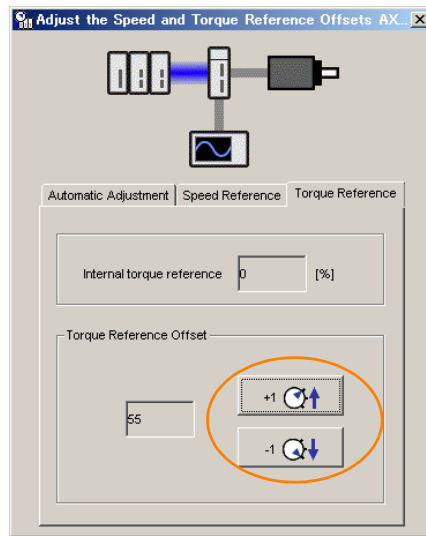 Adjust the Speed and Torque Reference Offsets AX...
Automatic Adjustment Speed Reference Torque Reference
Internal torque reference 0 [%]
Torque Reference Offset
+1
55
-1